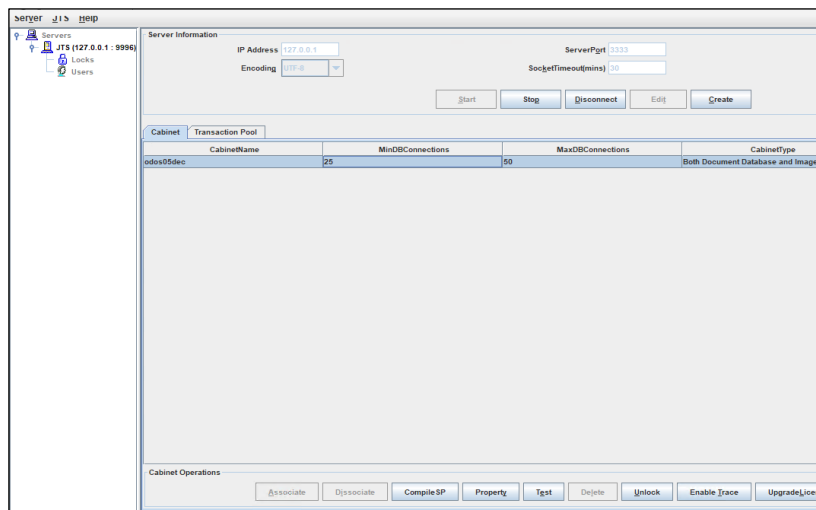 Server JTS Help
Servers
JTS (127.0.0.1 : 9996)
Locks
Users
Server Information
IP Address 127.0.0.1 ServerPort 3333
Encoding UTF-8 SocketTimeout(mins) 30
Start Stop Disconnect Edit Create
Cabinet Transaction Pool
CabinetName MinDBConnections MaxDBConnections CabinetType
odos05dec 25 50 Both Document Database and Image
Cabinet Operations
Associate Dissociate CompileSP Property Test Delete Unlock Enable Trace UpgradeLice